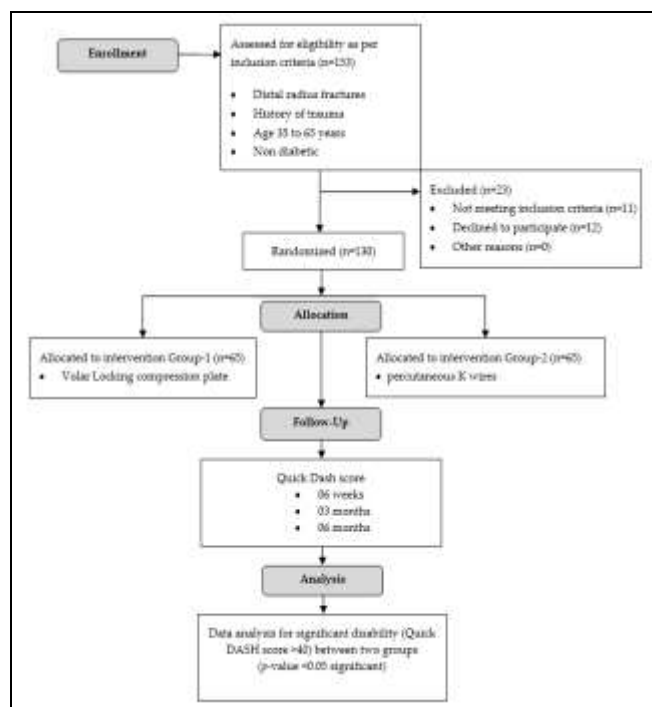 Enrollment
Assessed for eligibility as per
inclusion criteria (n=153)
• Distal radius fractures
• History of trauma
• Age 35 to 65 years
• Non diabetic
Excluded (n=23)
• Not meeting inclusion criteria (n=11)
• Declined to participate (n=12)
• Other reasons (n=0)
Randomized (n=130)
Allocation
Allocated to intervention Group-1 (n=65)
• Volar Locking compression plate
Allocated to intervention Group-2 (n=65)
• percutaneous K wires
Follow-Up
Quick Dash score
• 06 weeks
• 03 months
• 06 months
Analysis
Data analysis for significant disability (Quick
DASH score >40) between two groups
(p-value <0.05 significant)